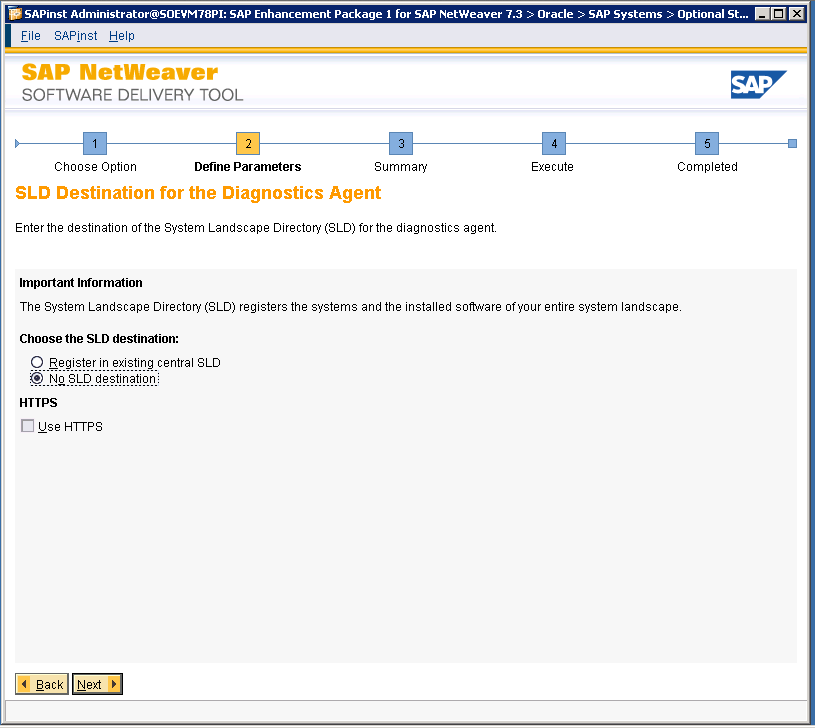 SAPinst Administrator@SOEVM78PI: SAP Enhancement Package 1 for SAP NetWeaver 7.3 > Oracle > SAP Systems > Optional St...
File SAPinst Help
SAP NetWeaver
SOFTWARE DELIVERY TOOL
SAP
1 2 3 4 5
Choose Option Define Parameters Summary Execute Completed
SLD Destination for the Diagnostics Agent
Enter the destination of the System Landscape Directory (SLD) for the diagnostics agent.
Important Information
The System Landscape Directory (SLD) registers the systems and the installed software of your entire system landscape.
Choose the SLD destination:
Register in existing central SLD
No SLD destination
HTTPS
Use HTTPS
Back Next